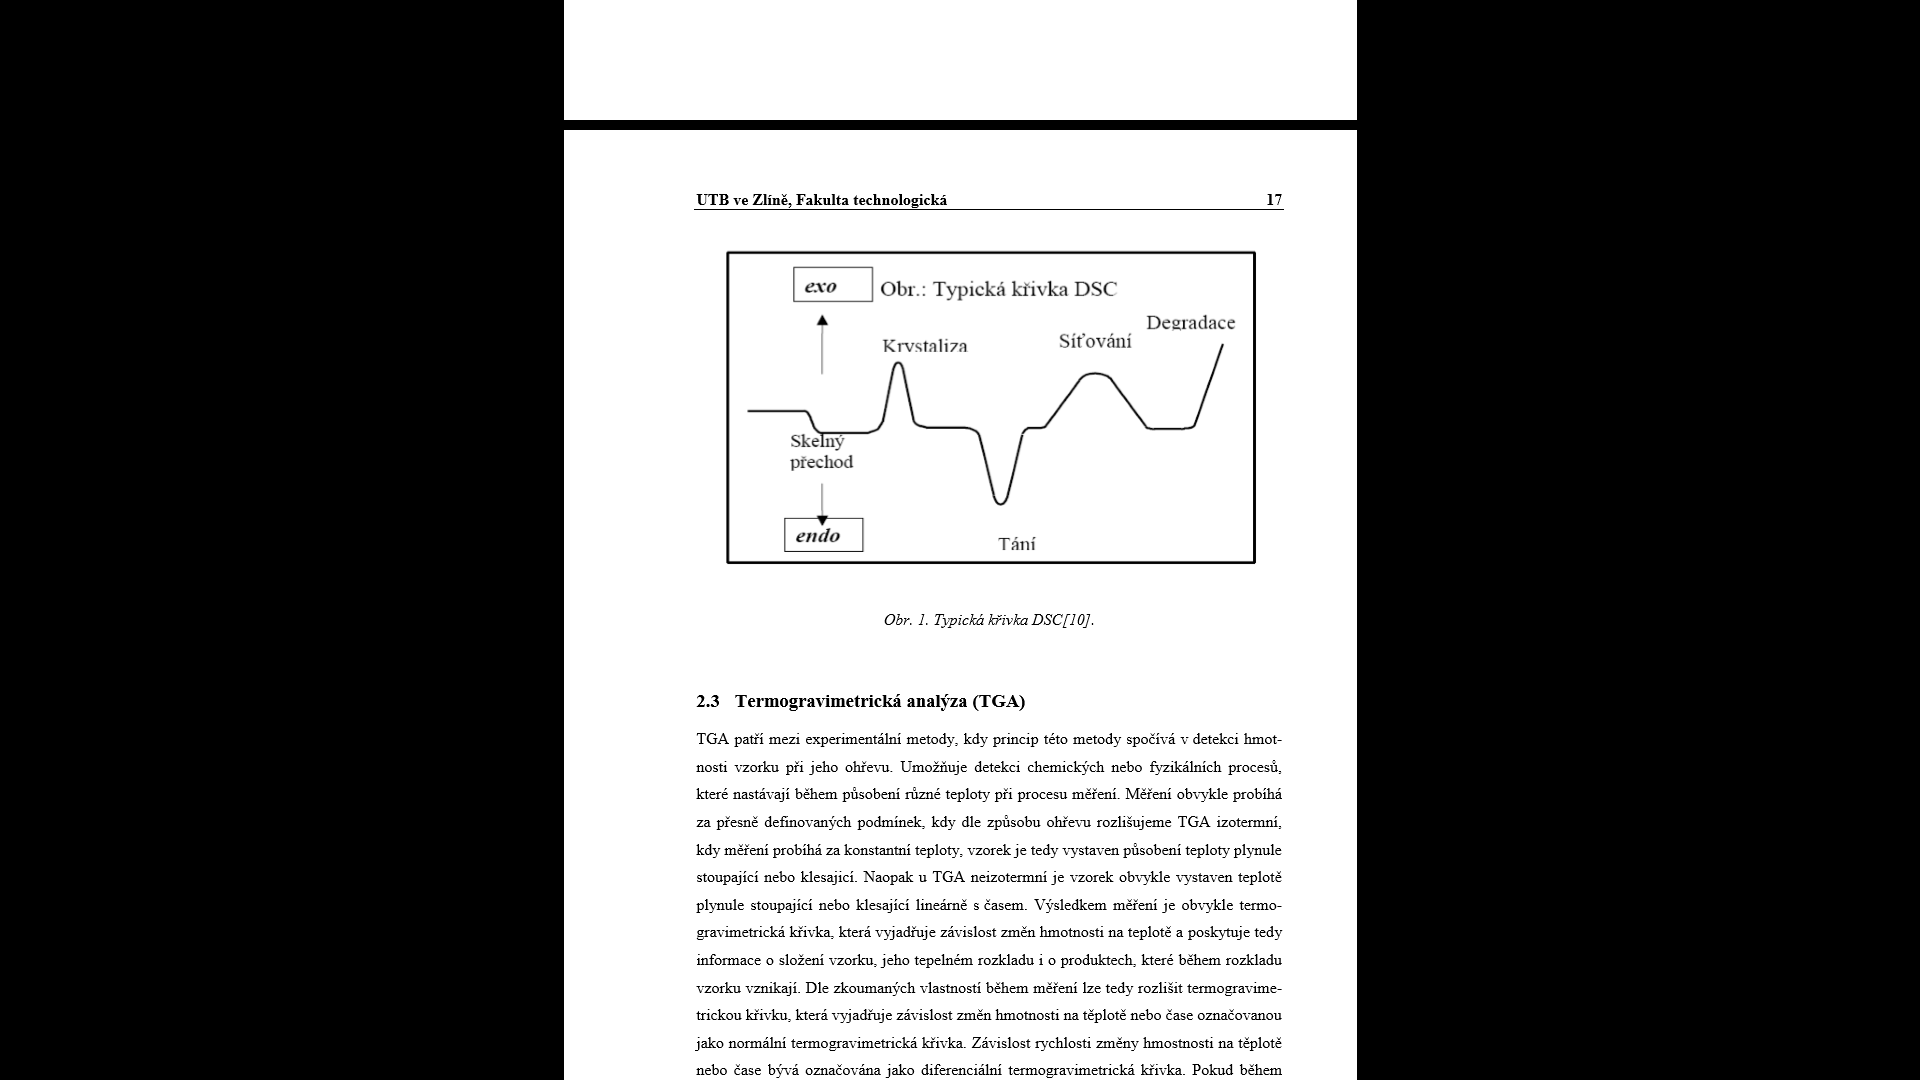 UTB ve Zlíně, Fakulta technologická 17
exo Obr.: Typická křivka DSC
Degradace
Síťování
Krystaliza
Skelný
přechod
endo
Tání
Obr. 1. Typická křivka DSC[10].
2.3 Termogravimetrická analýza (TGA)
TGA patří mezi experimentální metody, kdy princip této metody spočívá v detekci hmot-
nosti vzorku při jeho ohřevu. Umožňuje detekci chemických nebo fyzikálních procesů,
které nastávají během působení různé teploty při procesu měření. Měření obvykle probíhá
za přesně definovaných podmínek, kdy dle způsobu ohřevu rozlišujeme TGA izotermní,
kdy měření probíhá za konstantní teploty, vzorek je tedy vystaven působení teploty plynule
stoupající nebo klesajicí. Naopak u TGA neizotermní je vzorek obvykle vystaven teplotě
plynule stoupající nebo klesající lineárně s časem. Výsledkem měření je obvykle termo-
gravimetrická křivka, která vyjadřuje závislost změn hmotnosti na teplotě a poskytuje tedy
informace o složení vzorku, jeho tepelném rozkladu i o produktech, které během rozkladu
vzorku vznikají. Dle zkoumaných vlastností během měření lze tedy rozlišit termogravime-
trickou křivku, která vyjadřuje závislost změn hmotnosti na těplotě nebo čase označovanou
jako normální termogravimetrická křivka. Závislost rychlosti změny hmostnosti na těplotě
nebo čase bývá označována jako diferenciální termogravimetrická křivka. Pokud během